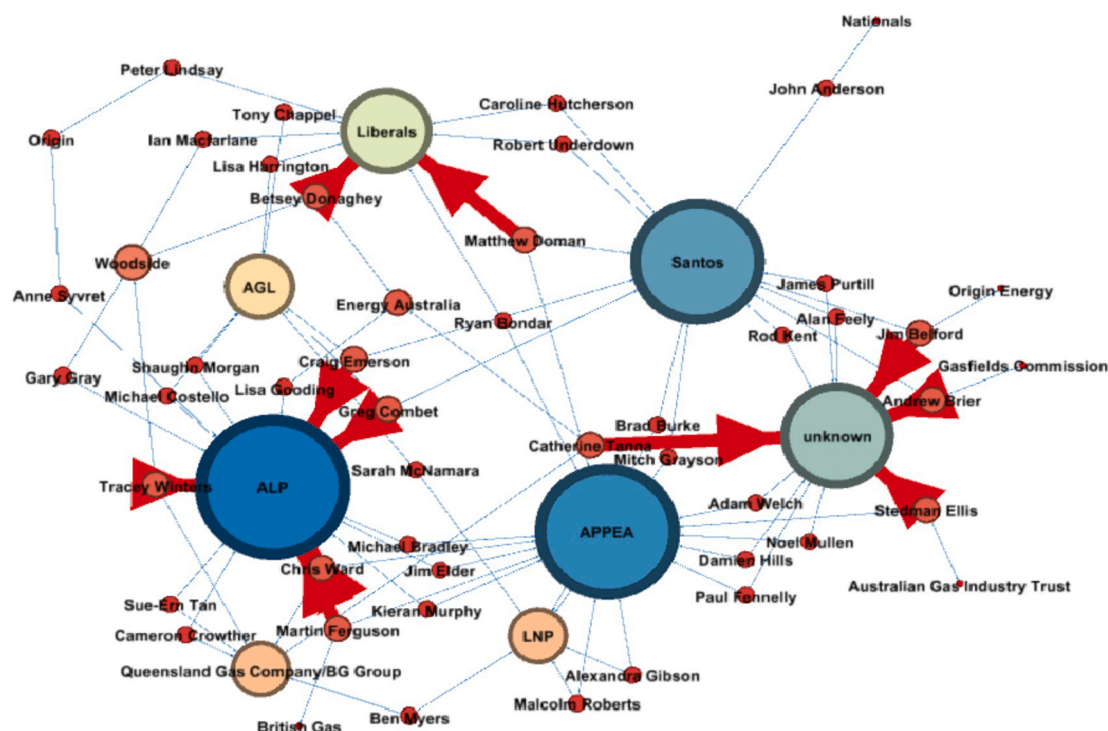 Nationals
Peter Lindsay
John Anderson
Caroline Hutcherson
Tony Chappel
Liberals
Origin
Ian Macfarlane
Robert Underdown
Lisa Harrington
Betsey Donaghey
Matthew Doman
Woodside
Santos
AGL
James Purtill
Anne Syvret
Energy Australia
Origin Energy
Ryan Bondar
Alan Feely
Rod Kent
Jim Belford
Craig Emerson
Shaughn Morgan
Gasfields Commission
Gary Gray
Lisa Gooding
Michael Costello
Andrew Brier
Greg Combet
Brad Burke
unknown
Catherine Tanna
Mitch Grayson
Sarah McNamara
Tracey Winters
ALP
Adam Welch
Stedman Ellis
APPEA
Noel Mullen
Michael Bradley
Damien Hills
Chris Ward
Jim Elder
Australian Gas Industry Trust
Paul Fennelly
Sue-Ern Tan
Kieran Murphy
Martin Ferguson
Cameron Crowther
LNP
Queensland Gas Company/BG Group
Alexandra Gibson
Malcolm Roberts
Ben Myers
British Gas